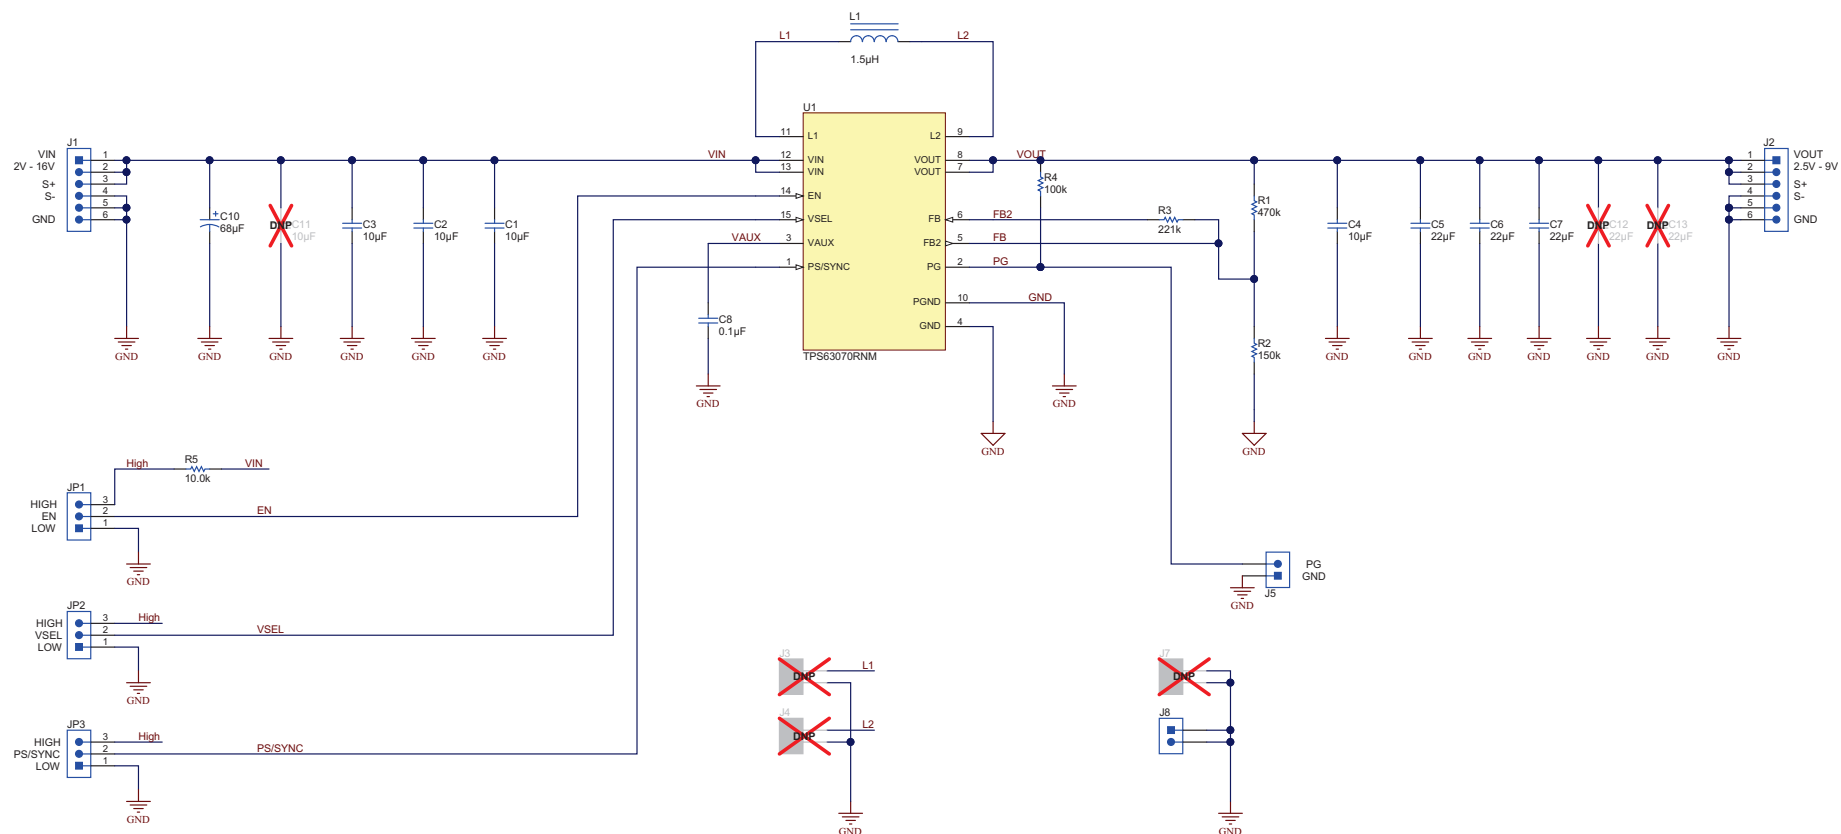 L1
L1
L2
1.5µH
U1
11
L1
L2
9
12
VIN
VOUT
8
13
VIN
VOUT
7
14
EN
15
VSEL
FB
6
3
VAUX
FB2
5
1
PS/SYNC
PG
2
PGND
10
GND
4
TPS63070RNM
VIN
VOUT
VAUX
FB2
FB
PG
GND
J1
VIN
2V - 16V
S+
S-
GND
1
2
3
4
5
6
GND
C10
68µF
GND
DNP
C11
10µF
GND
C3
10µF
GND
C2
10µF
GND
C1
10µF
GND
C8
0.1µF
GND
R4
100k
R3
221k
R1
470k
R2
150k
GND
GND
GND
C4
10µF
GND
C5
22µF
GND
C6
22µF
GND
C7
22µF
GND
DNP
C12
22µF
GND
DNP
C13
22µF
GND
J2
VOUT
2.5V - 9V
S+
S-
GND
1
2
3
4
5
6
GND
High
R5
10.0k
VIN
JP1
HIGH
EN
LOW
3
2
1
EN
GND
JP2
HIGH
VSEL
LOW
3
2
1
High
VSEL
GND
JP3
HIGH
PS/SYNC
LOW
3
2
1
High
PS/SYNC
GND
J3
DNP
L1
J4
DNP
L2
GND
PG
GND
J5
GND
J7
DNP
J8
GND